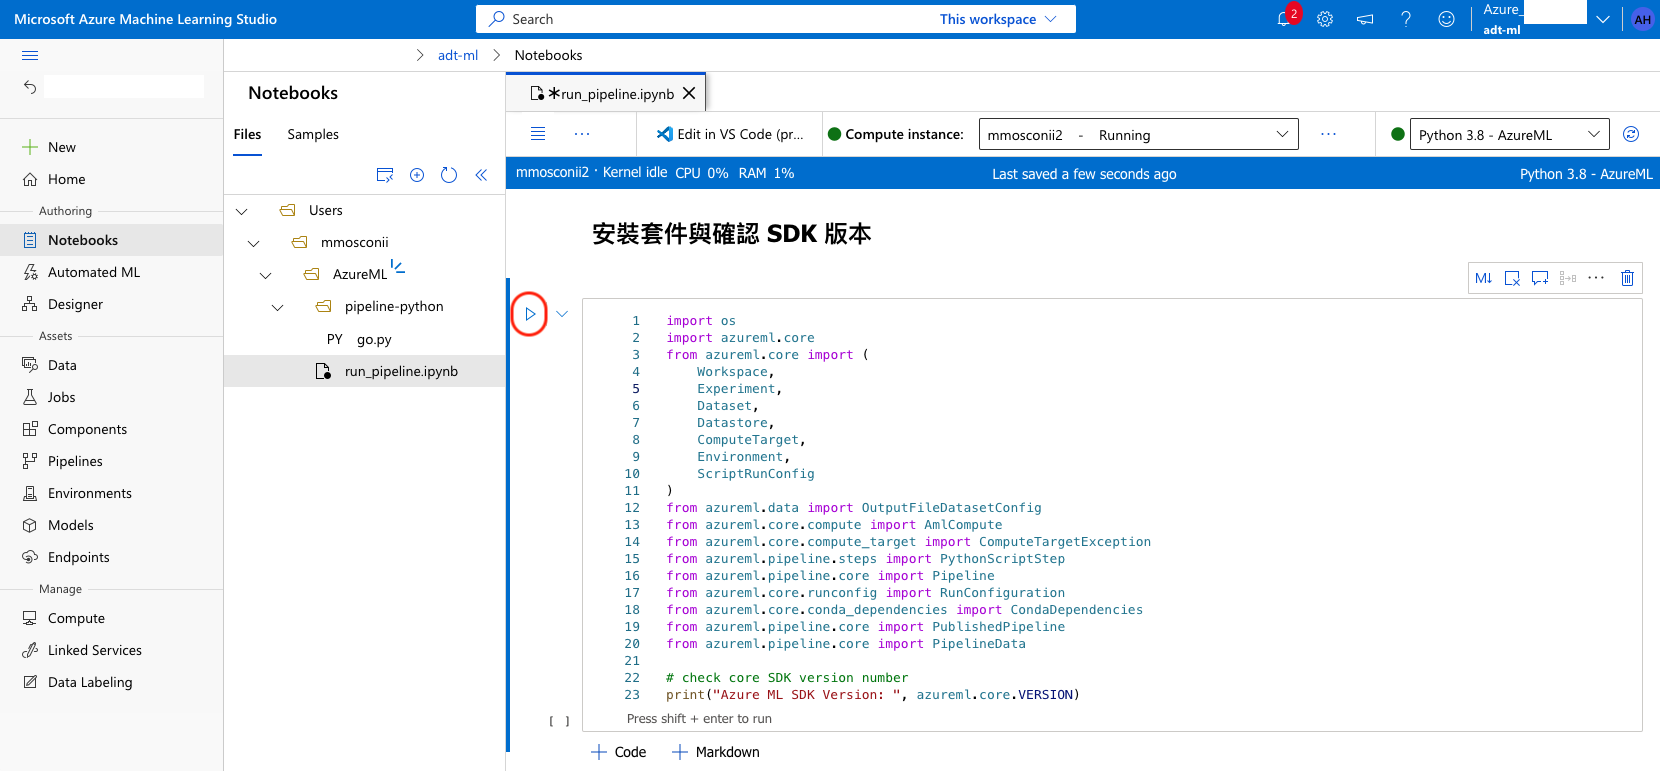 Microsoft Azure Machine Learning Studio
Search
This workspace
2
Azure_
adt-ml
AH
adt-ml
Notebooks
New
Home
Authoring
Notebooks
Automated ML
Designer
Assets
Data
Jobs
Components
Pipelines
Environments
Models
Endpoints
Manage
Compute
Linked Services
Data Labeling
Notebooks
Files
Samples
Users
mmosconii
AzureML
pipeline-python
PY go.py
run_pipeline.ipynb
*run_pipeline.ipynb
Edit in VS Code (pr...
Compute instance:
mmosconii2 - Running
Python 3.8 - AzureML
mmosconii2 · Kernel idle CPU 0% RAM 1%
Last saved a few seconds ago
Python 3.8 - AzureML
安裝套件與確認 SDK 版本
M↓
1 import os
2 import azureml.core
3 from azureml.core import (
4     Workspace,
5     Experiment,
6     Dataset,
7     Datastore,
8     ComputeTarget,
9     Environment,
10     ScriptRunConfig
11 )
12 from azureml.data import OutputFileDatasetConfig
13 from azureml.core.compute import AmlCompute
14 from azureml.core.compute_target import ComputeTargetException
15 from azureml.pipeline.steps import PythonScriptStep
16 from azureml.pipeline.core import Pipeline
17 from azureml.core.runconfig import RunConfiguration
18 from azureml.core.conda_dependencies import CondaDependencies
19 from azureml.pipeline.core import PublishedPipeline
20 from azureml.pipeline.core import PipelineData
21
22 # check core SDK version number
23 print("Azure ML SDK Version: ", azureml.core.VERSION)
[ ]
Press shift + enter to run
Code
Markdown